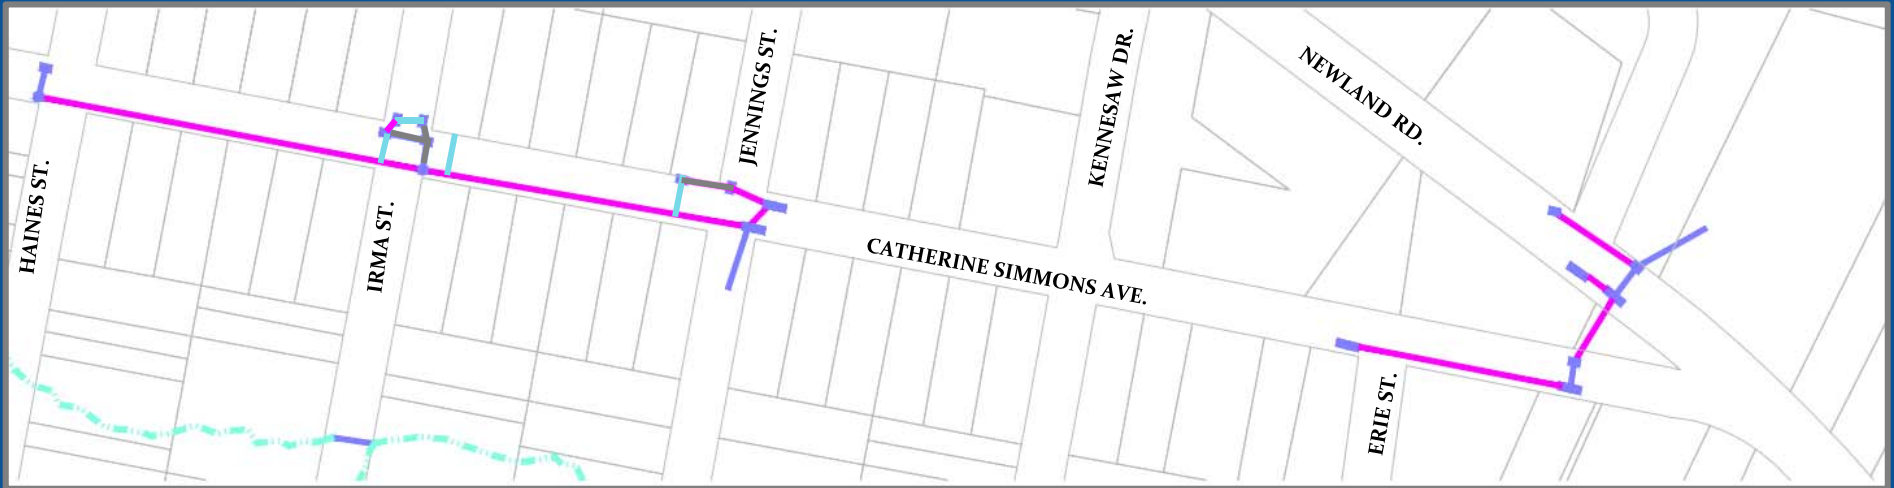 HAINES ST.
IRMA ST.
JENNINGS ST.
CATHERINE SIMMONS AVE.
KENNESAW DR.
NEWLAND RD.
ERIE ST.